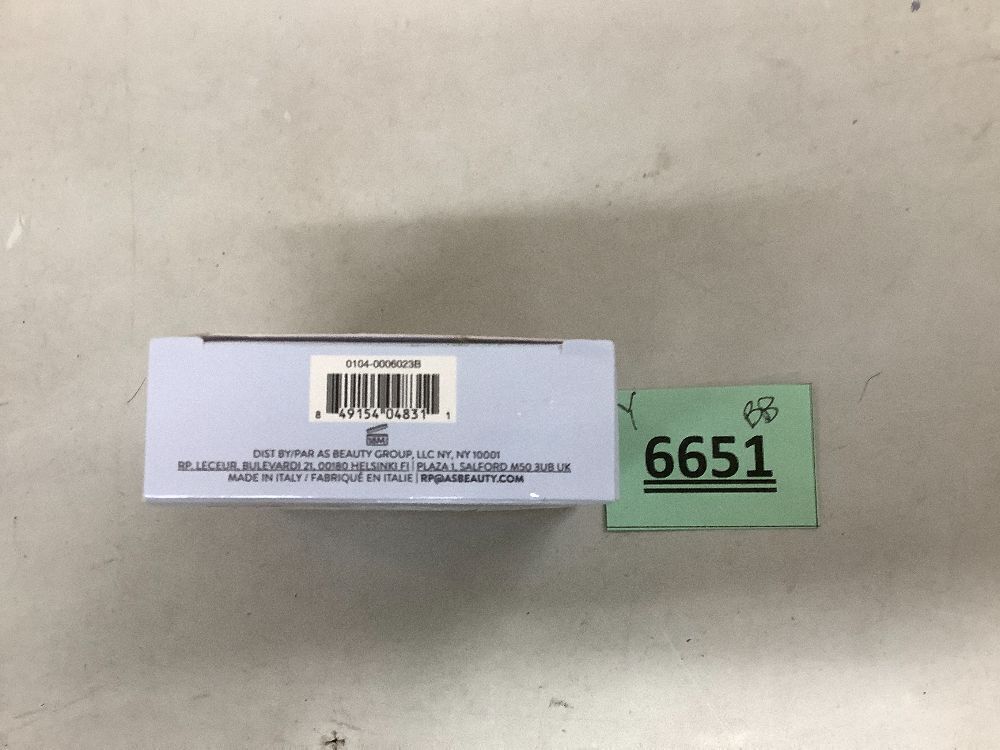 0104-0006023B
8 49154 04831 1
18M
DIST BY/PAR AS BEAUTY GROUP, LLC NY, NY 10001
RP. LECEUR, BULEVARDI 21, 00180 HELSINKI FI | PLAZA 1, SALFORD M50 3UB UK
MADE IN ITALY / FABRIQUÉ EN ITALIE | RP@ASBEAUTY.COM
Y BB
6651